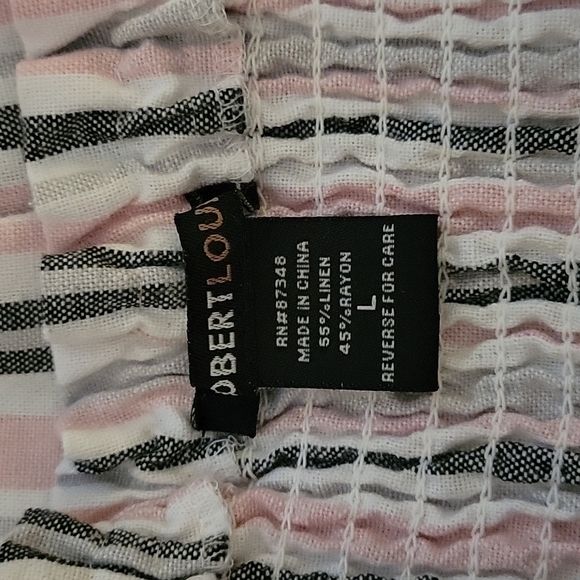 OBERTLOU
RN#87348
MADE IN CHINA
55%LINEN
45%RAYON
L
REVERSE FOR CARE